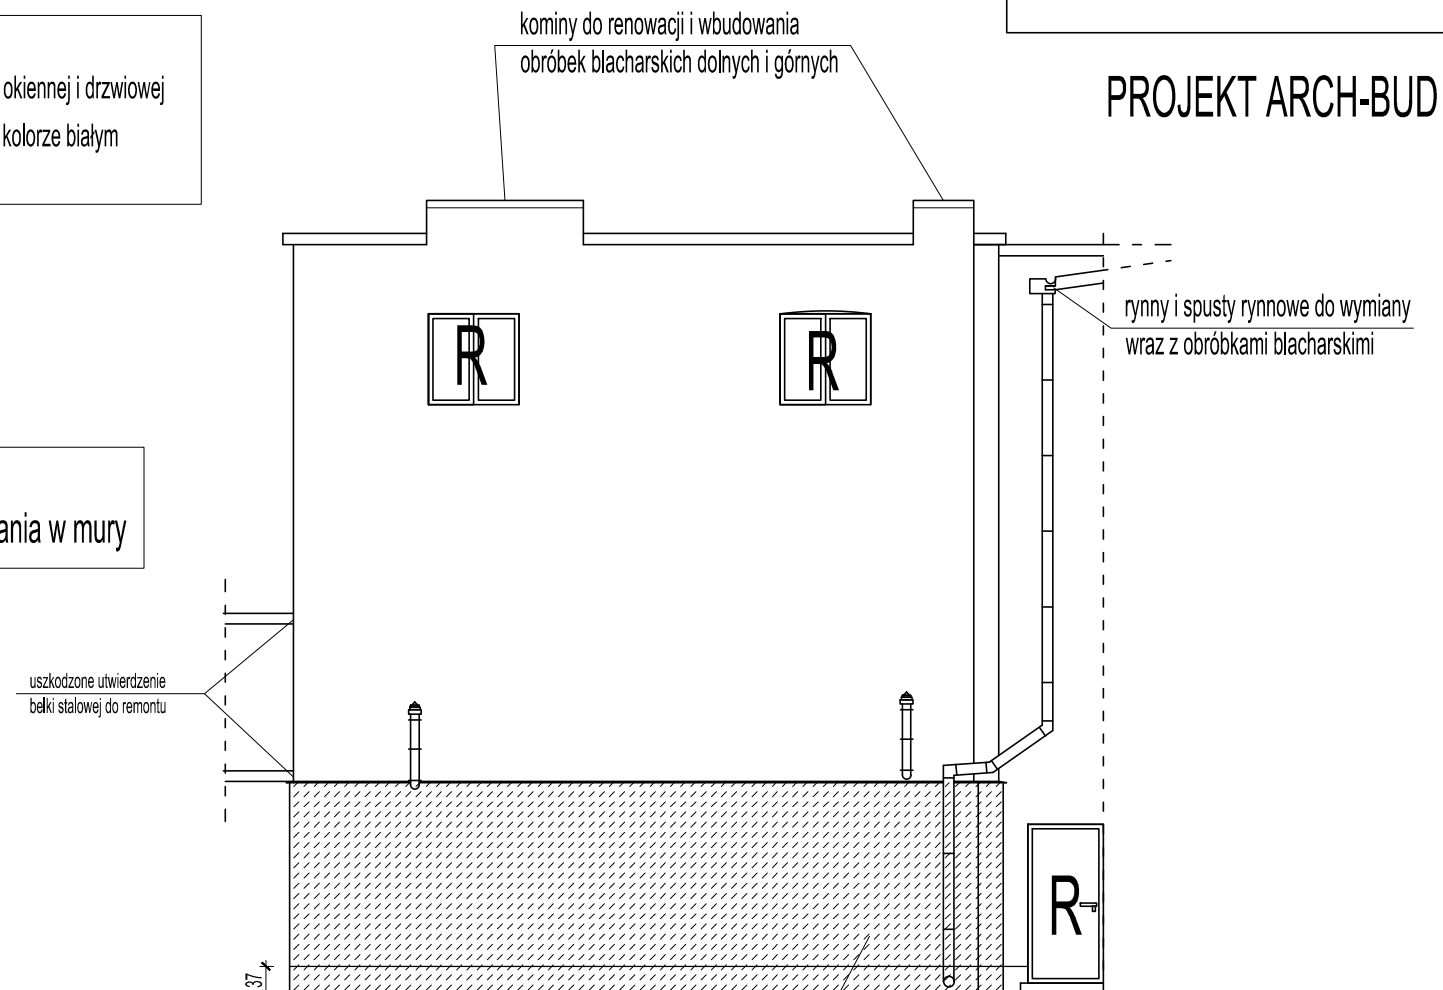 kominy do renowacji i wbudowania
obróbek blacharskich dolnych i górnych
okiennej i drzwiowej
kolorze białym
PROJEKT ARCH-BUD
rynny i spusty rynnowe do wymiany
wraz z obróbkami blacharskimi
R
R
ania w mury
uszkodzone utwierdzenie
belki stalowej do remontu
R
37